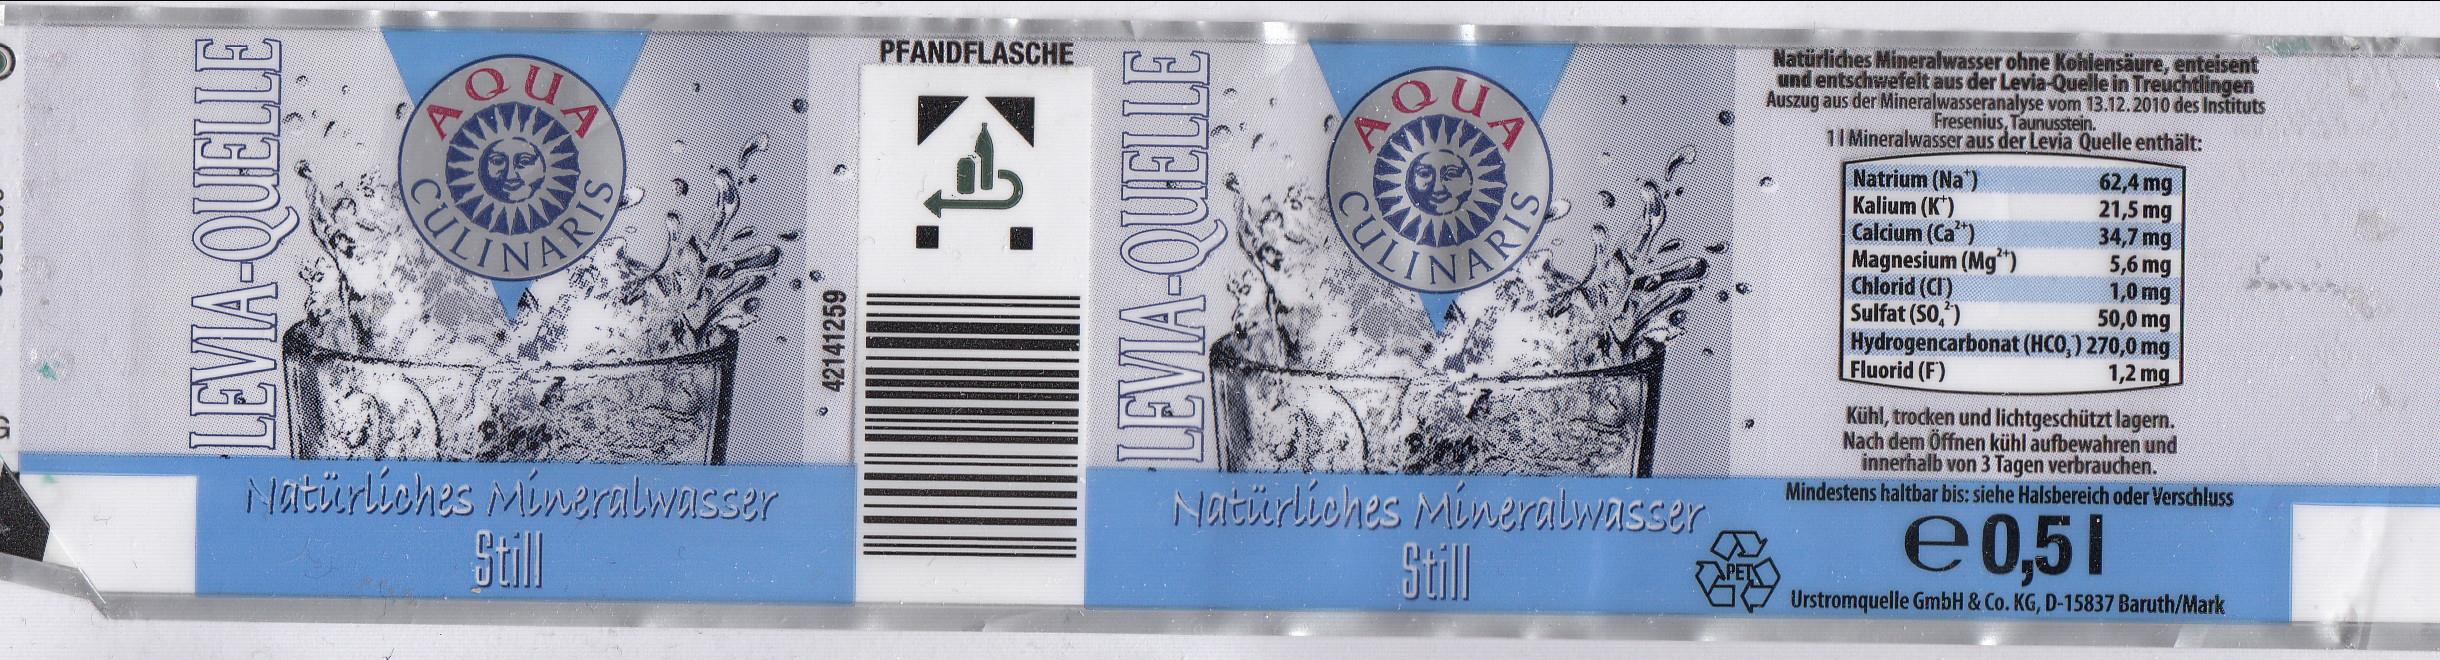 LEVIA-QUELLE
AQUA
CULINARIS
Natürliches Mineralwasser
Still
PFANDFLASCHE
42141259
LEVIA-QUELLE
AQUA
CULINARIS
Natürliches Mineralwasser
Still
Natürliches Mineralwasser ohne Kohlensäure, enteisent
und entschwefelt aus der Levia-Quelle in Treuchtlingen
Auszug aus der Mineralwasseranalyse vom 13.12.2010 des Instituts
Fresenius, Taunusstein.
1 l Mineralwasser aus der Levia Quelle enthält:
Natrium (Na⁺) 62,4 mg
Kalium (K⁺) 21,5 mg
Calcium (Ca²⁺) 34,7 mg
Magnesium (Mg²⁺) 5,6 mg
Chlorid (Cl⁻) 1,0 mg
Sulfat (SO₄²⁻) 50,0 mg
Hydrogencarbonat (HCO₃⁻) 270,0 mg
Fluorid (F⁻) 1,2 mg
Kühl, trocken und lichtgeschützt lagern.
Nach dem Öffnen kühl aufbewahren und
innerhalb von 3 Tagen verbrauchen.
Mindestens haltbar bis: siehe Halsbereich oder Verschluss
e 0,5 l
PET
Urstromquelle GmbH & Co. KG, D-15837 Baruth/Mark